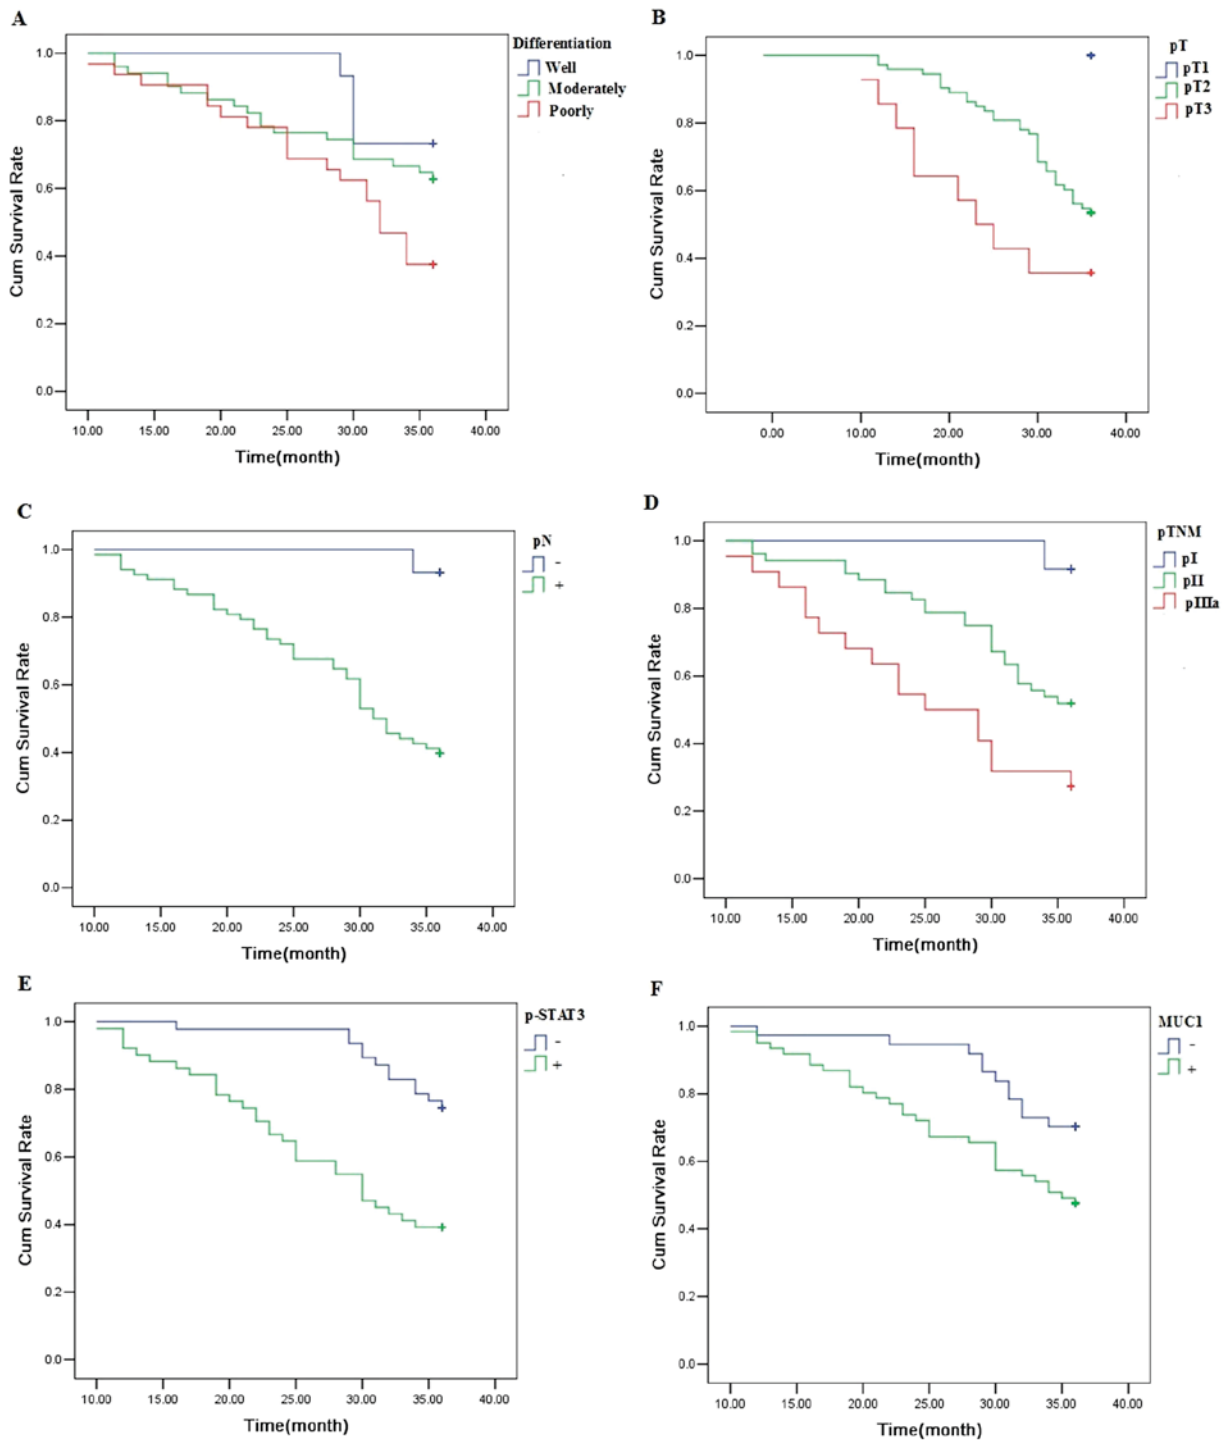 A
Differentiation
Well
Moderately
Poorly
1.0
0.8
0.6
0.4
0.2
0.0
Cum Survival Rate
10.00 15.00 20.00 25.00 30.00 35.00 40.00
Time(month)
B
pT
pT1
pT2
pT3
1.0
0.8
0.6
0.4
0.2
0.0
Cum Survival Rate
0.00 10.00 20.00 30.00 40.00
Time(month)
C
pN
-
+
1.0
0.8
0.6
0.4
0.2
0.0
Cum Survival Rate
10.00 15.00 20.00 25.00 30.00 35.00 40.00
Time(month)
D
pTNM
pI
pII
pIIIa
1.0
0.8
0.6
0.4
0.2
0.0
Cum Survival Rate
10.00 15.00 20.00 25.00 30.00 35.00 40.00
Time(month)
E
p-STAT3
-
+
1.0
0.8
0.6
0.4
0.2
0.0
Cum Survival Rate
10.00 15.00 20.00 25.00 30.00 35.00 40.00
Time(month)
F
MUC1
-
+
1.0
0.8
0.6
0.4
0.2
0.0
Cum Survival Rate
10.00 15.00 20.00 25.00 30.00 35.00 40.00
Time(month)